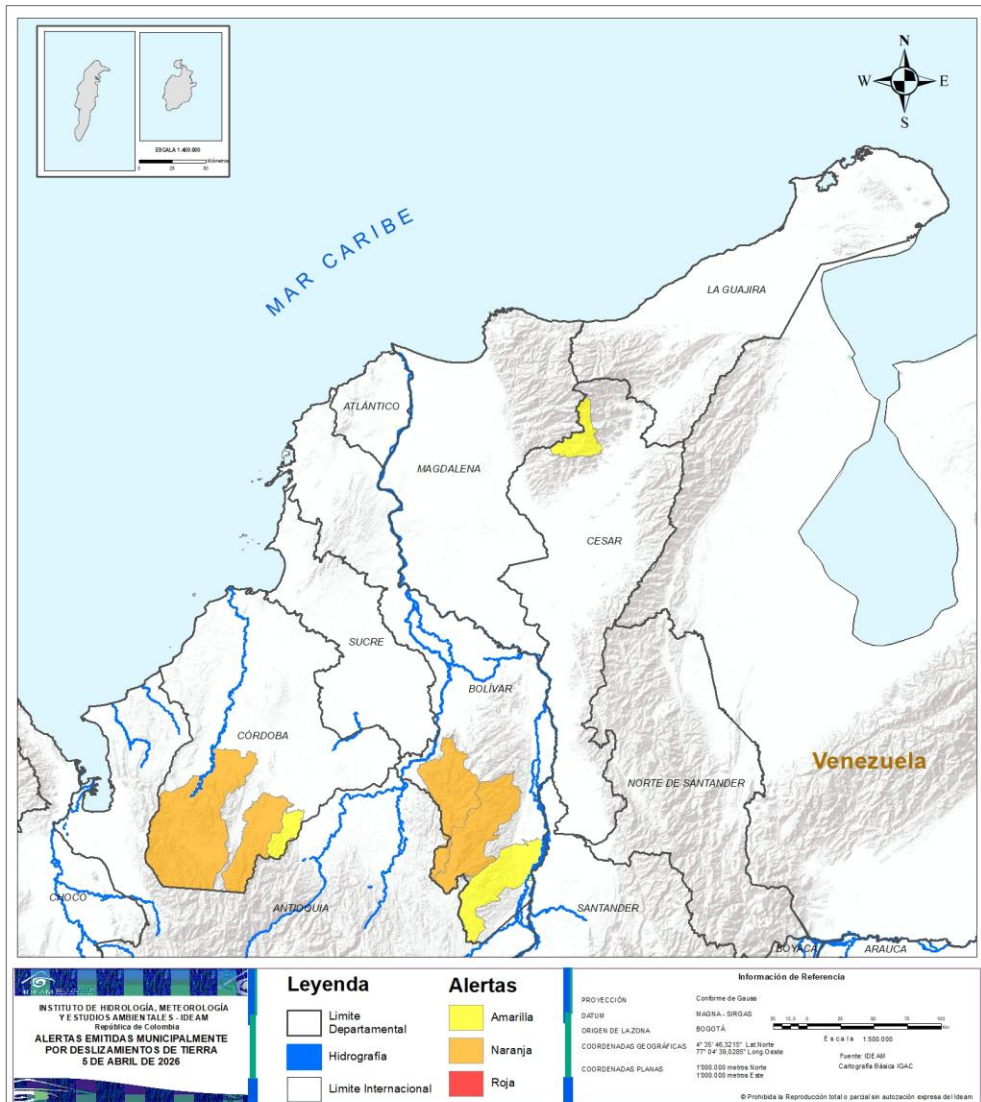 N
W
E
S
ESCALA 1:400.000
MAR CARIBE
LA GUAJIRA
ATLÁNTICO
MAGDALENA
CESAR
SUCRE
BOLÍVAR
CÓRDOBA
NORTE DE SANTANDER
Venezuela
CHOCO
ANTIOQUIA
SANTANDER
BOYACÁ
ARAUCA
IDEAM
INSTITUTO DE HIDROLOGÍA, METEOROLOGÍA
Y ESTUDIOS AMBIENTALES - IDEAM
República de Colombia
ALERTAS EMITIDAS MUNICIPALMENTE
POR DESLIZAMIENTOS DE TIERRA
5 DE ABRIL DE 2026
Leyenda
Limite
Departamental
Hidrografía
Limite Internacional
Alertas
Amarilla
Naranja
Roja
Información de Referencia
PROYECCIÓN Conforme de Gauss
DATUM MAGNA - SIRGAS
ORIGEN DE LA ZONA BOGOTÁ
COORDENADAS GEOGRÁFICAS 4° 35' 46,3215" Lat.Norte
77° 04' 39,0285" Long.Oeste
COORDENADAS PLANAS 1'000.000 metros Norte
1'000.000 metros Este
Escala 1:500.000
Fuente: IDEAM
Cartografía Básica IGAC
© Prohibida la Reproducción total o parcial sin autozación expresa del Ideam